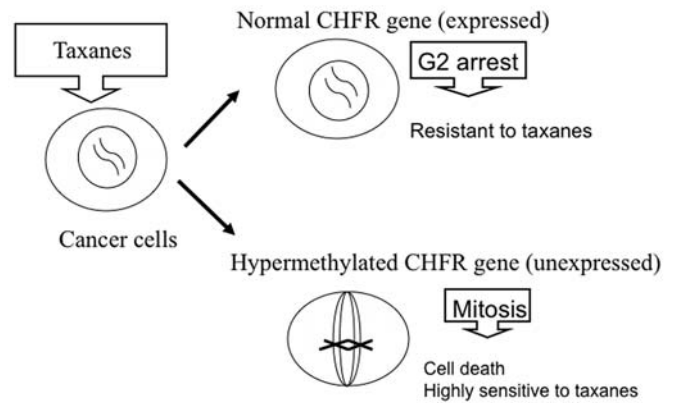 Taxanes
Normal CHFR gene (expressed)
G2 arrest
Resistant to taxanes
Cancer cells
Hypermethylated CHFR gene (unexpressed)
Mitosis
Cell death
Highly sensitive to taxanes